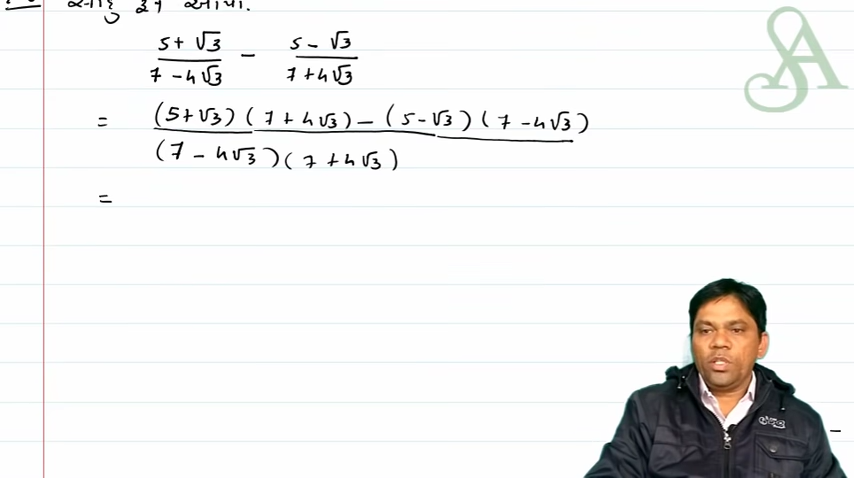 આપો.
5 + √3 / 7 - 4√3 - 5 - √3 / 7 + 4√3
= (5 + √3) (7 + 4√3) - (5 - √3) (7 - 4√3) / (7 - 4√3) (7 + 4√3)
=